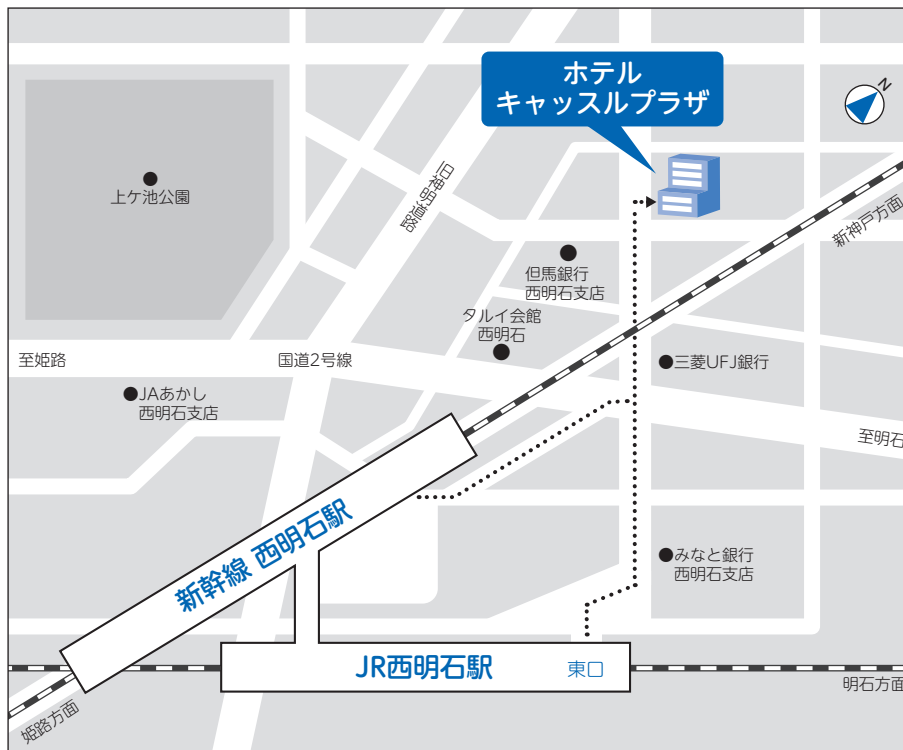 ホテル
キャッスルプラザ
N
上ケ池公園
旧神明道路
新神戸方面
但馬銀行
西明石支店
タルイ会館
西明石
至姫路
国道2号線
三菱UFJ銀行
JAあかし
西明石支店
至明石
新幹線 西明石駅
みなと銀行
西明石支店
JR西明石駅
東口
明石方面
姫路方面